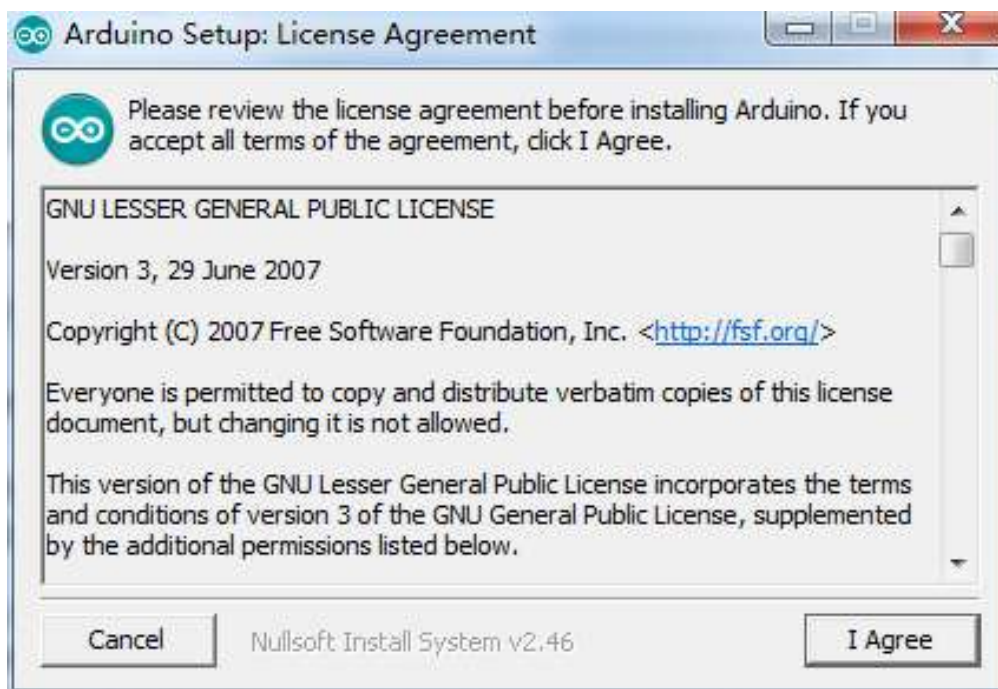 Arduino Setup: License Agreement
Please review the license agreement before installing Arduino. If you
accept all terms of the agreement, click I Agree.
GNU LESSER GENERAL PUBLIC LICENSE
Version 3, 29 June 2007
Copyright (C) 2007 Free Software Foundation, Inc. <http://fsf.org/>
Everyone is permitted to copy and distribute verbatim copies of this license
document, but changing it is not allowed.
This version of the GNU Lesser General Public License incorporates the terms
and conditions of version 3 of the GNU General Public License, supplemented
by the additional permissions listed below.
Cancel
Nullsoft Install System v2.46
I Agree